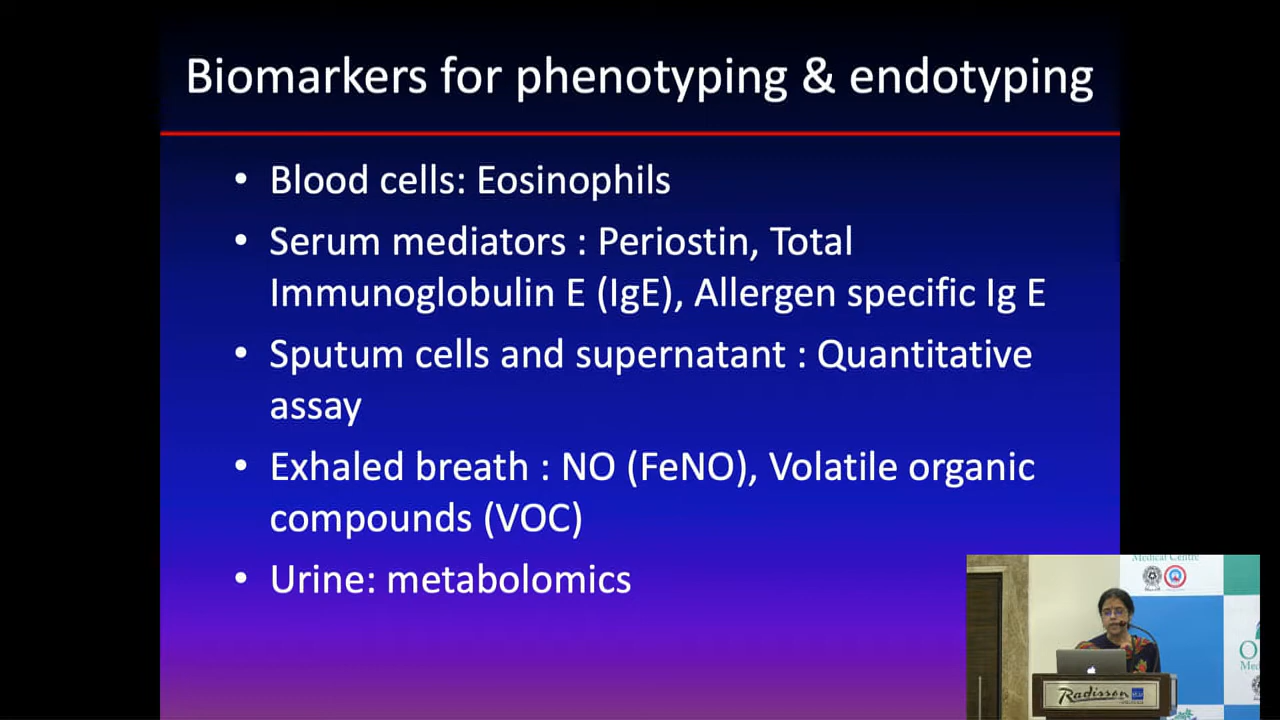 Biomarkers for phenotyping & endotyping
• Blood cells: Eosinophils
• Serum mediators : Periostin, Total
Immunoglobulin E (IgE), Allergen specific Ig E
• Sputum cells and supernatant : Quantitative
assay
• Exhaled breath : NO (FeNO), Volatile organic
compounds (VOC)
• Urine: metabolomics
Medical Centre
Radisson